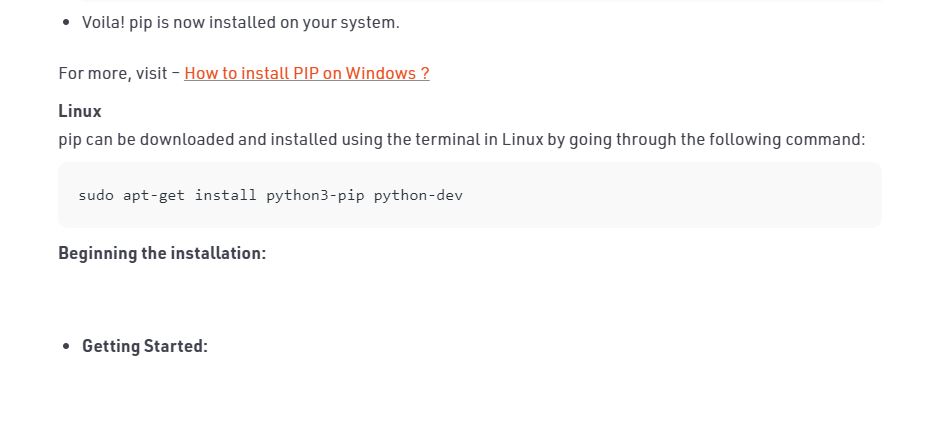 Voila! pip is now installed on your system.
For more, visit – How to install PIP on Windows ?
Linux
pip can be downloaded and installed using the terminal in Linux by going through the following command:
sudo apt-get install python3-pip python-dev
Beginning the installation:
Getting Started: